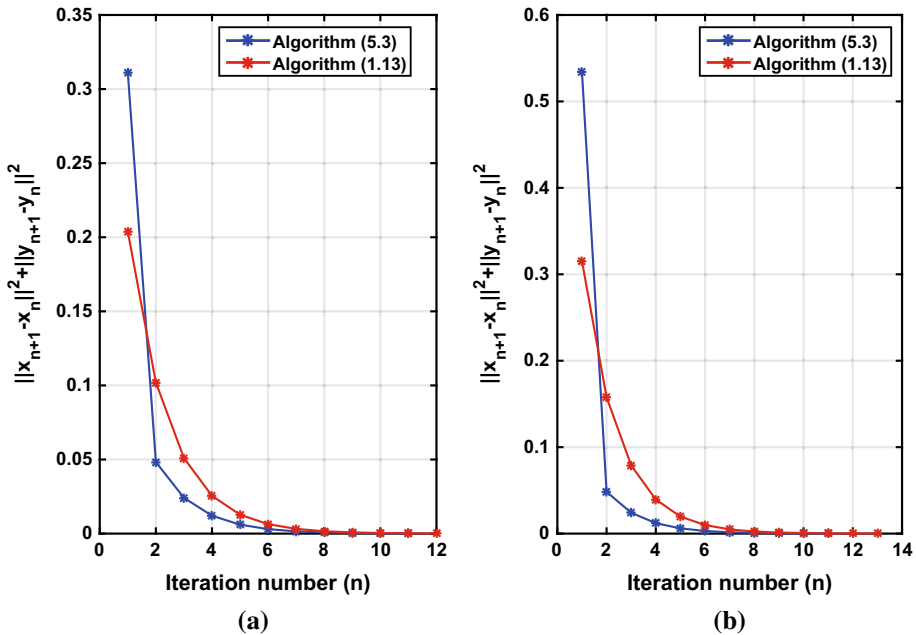 0.35
0.3
0.25
0.2
0.15
0.1
0.05
0
||x_{n+1}-x_n||^2+||y_{n+1}-y_n||^2
Algorithm (5.3)
Algorithm (1.13)
0 2 4 6 8 10 12
Iteration number (n)
(a)
0.6
0.5
0.4
0.3
0.2
0.1
0
||x_{n+1}-x_n||^2+||y_{n+1}-y_n||^2
Algorithm (5.3)
Algorithm (1.13)
0 2 4 6 8 10 12 14
Iteration number (n)
(b)